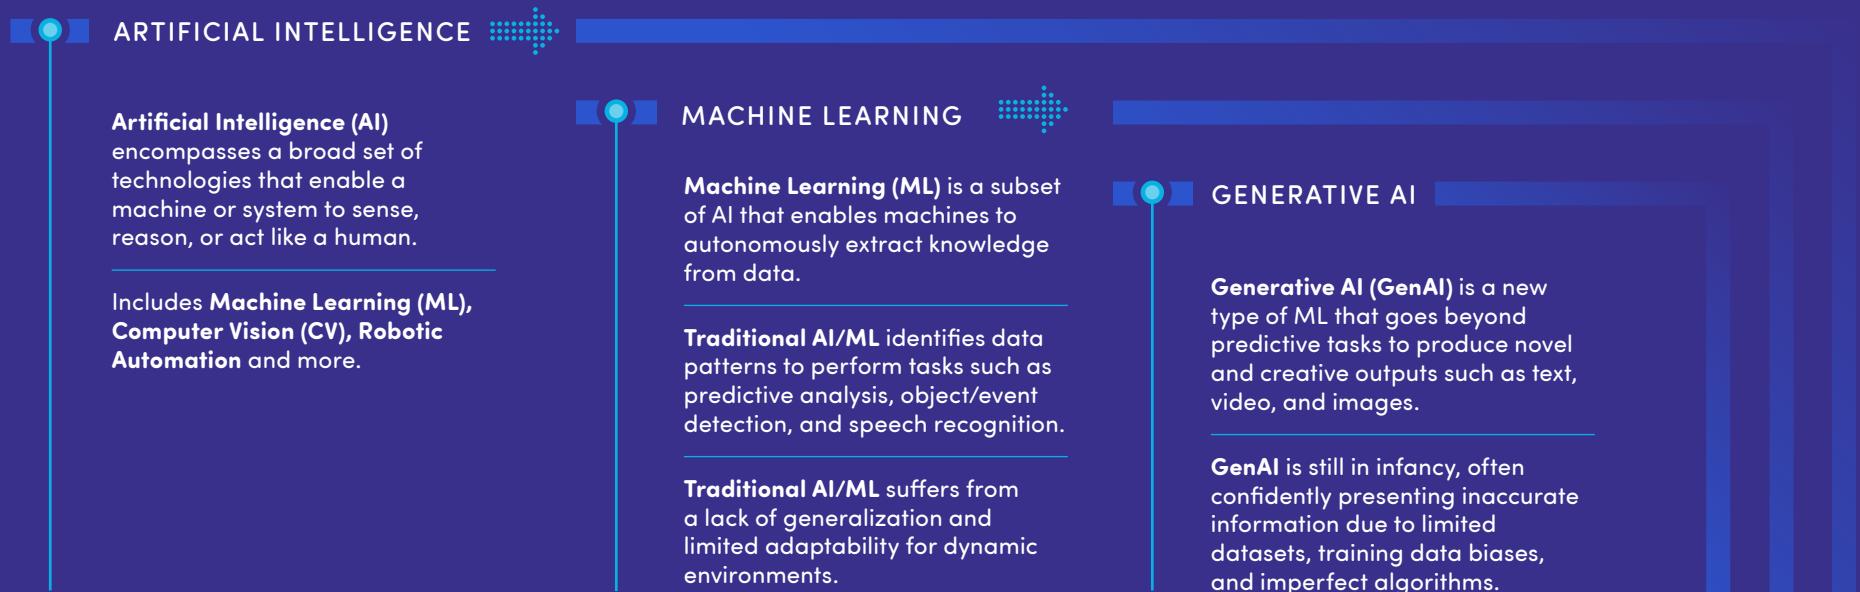 ARTIFICIAL INTELLIGENCE
Artificial Intelligence (AI)
encompasses a broad set of
technologies that enable a
machine or system to sense,
reason, or act like a human.
Includes Machine Learning (ML),
Computer Vision (CV), Robotic
Automation and more.
MACHINE LEARNING
Machine Learning (ML) is a subset
of AI that enables machines to
autonomously extract knowledge
from data.
Traditional AI/ML identifies data
patterns to perform tasks such as
predictive analysis, object/event
detection, and speech recognition.
Traditional AI/ML suffers from
a lack of generalization and
limited adaptability for dynamic
environments.
GENERATIVE AI
Generative AI (GenAI) is a new
type of ML that goes beyond
predictive tasks to produce novel
and creative outputs such as text,
video, and images.
GenAI is still in infancy, often
confidently presenting inaccurate
information due to limited
datasets, training data biases,
and imperfect algorithms.